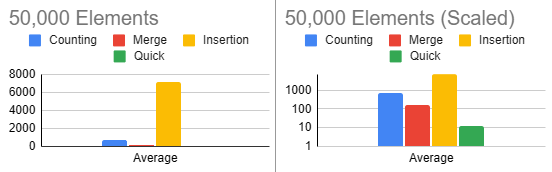 50,000 Elements
Counting Merge Insertion
Quick
8000
6000
4000
2000
0
Average
50,000 Elements (Scaled)
Counting Merge Insertion
Quick
1000
100
10
1
Average